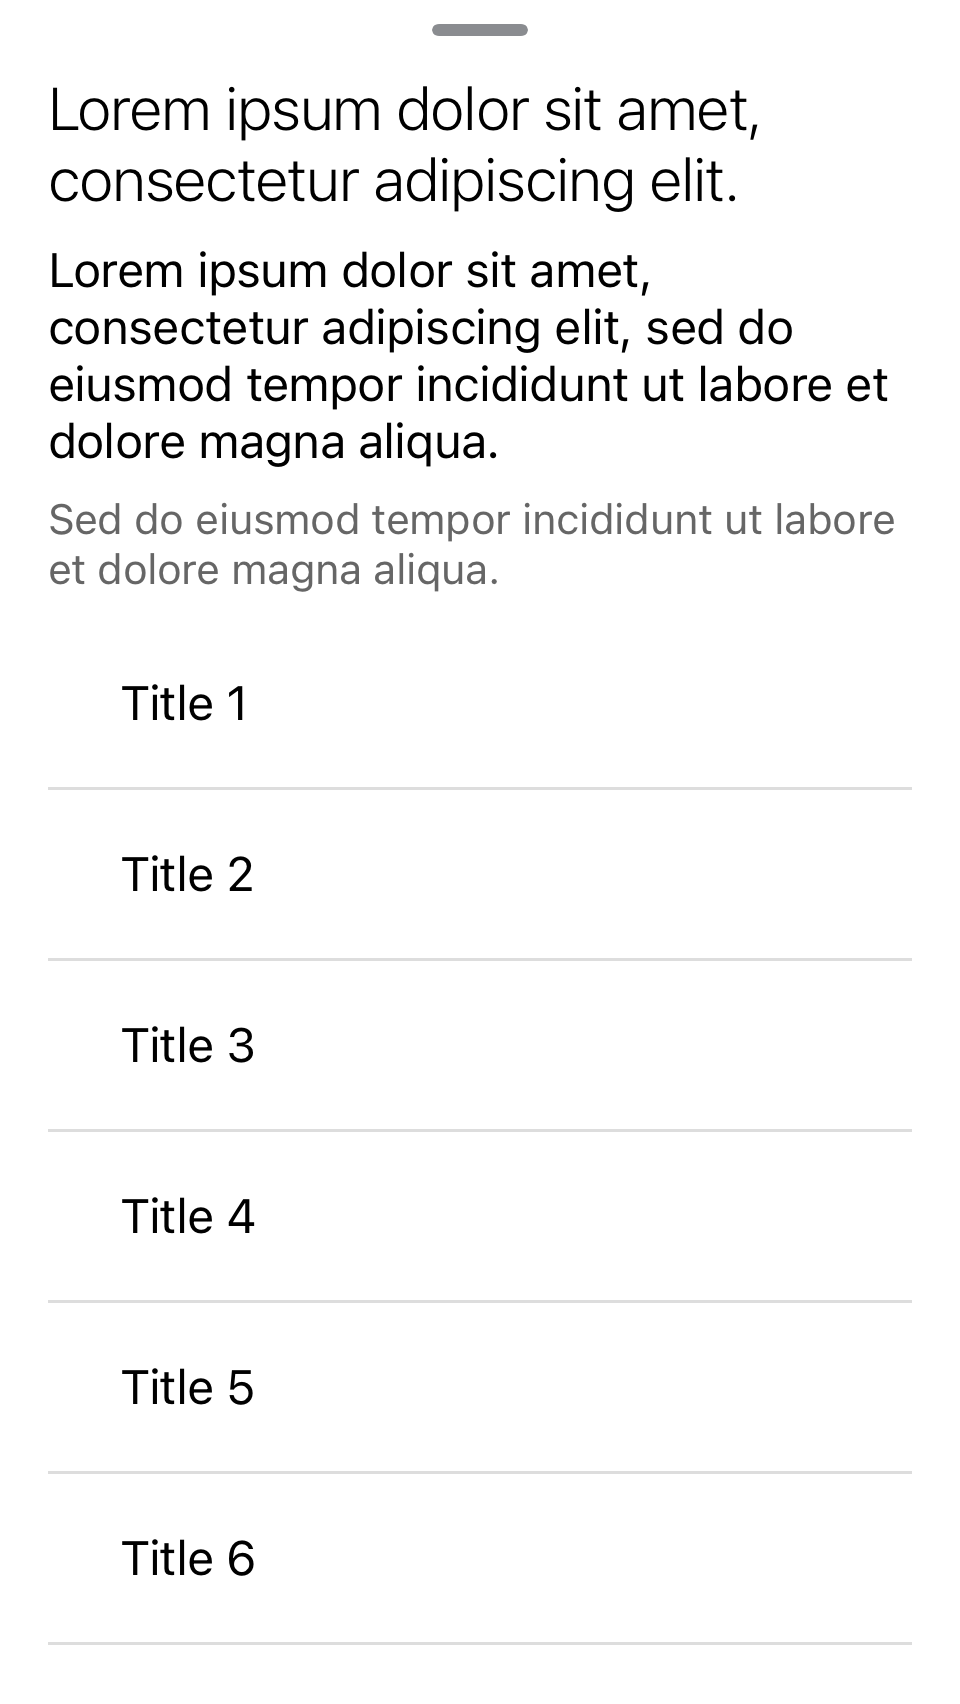 Lorem ipsum dolor sit amet,
consectetur adipiscing elit.
Lorem ipsum dolor sit amet,
consectetur adipiscing elit, sed do
eiusmod tempor incididunt ut labore et
dolore magna aliqua.
Sed do eiusmod tempor incididunt ut labore
et dolore magna aliqua.
Title 1
Title 2
Title 3
Title 4
Title 5
Title 6